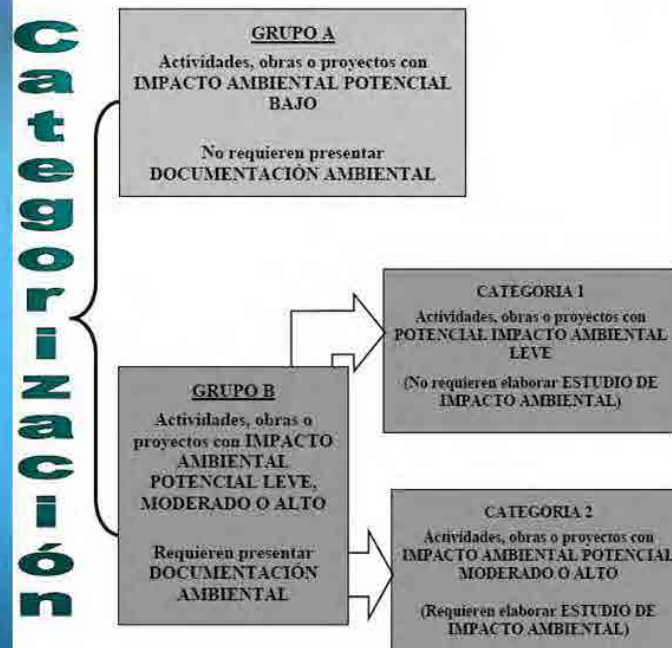 Categorización
GRUPO A
Actividades, obras o proyectos con
IMPACTO AMBIENTAL POTENCIAL
BAJO
No requieren presentar
DOCUMENTACIÓN AMBIENTAL
GRUPO B
Actividades, obras o
proyectos con IMPACTO
AMBIENTAL
POTENCIAL LEVE,
MODERADO O ALTO
Requieren presentar
DOCUMENTACIÓN
AMBIENTAL
CATEGORIA 1
Actividades, obras o proyectos con
POTENCIAL IMPACTO AMBIENTAL
LEVE
(No requieren elaborar ESTUDIO DE
IMPACTO AMBIENTAL)
CATEGORIA 2
Actividades, obras o proyectos con
IMPACTO AMBIENTAL POTENCIAL
MODERADO O ALTO
(Requieren elaborar ESTUDIO DE
IMPACTO AMBIENTAL)